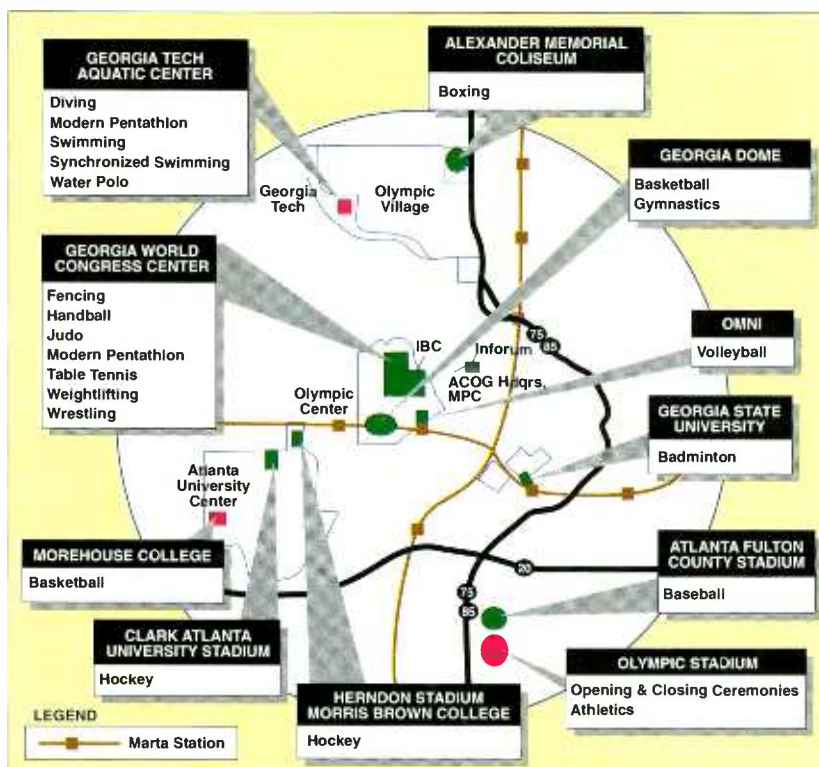 GEORGIA TECH
AQUATIC CENTER
Diving
Modern Pentathlon
Swimming
Synchronized Swimming
Water Polo
ALEXANDER MEMORIAL
COLISEUM
Boxing
GEORGIA DOME
Basketball
Gymnastics
Georgia
Tech
Olympic
Village
GEORGIA WORLD
CONGRESS CENTER
Fencing
Handball
Judo
Modern Pentathlon
Table Tennis
Weightlifting
Wrestling
OMNI
Volleyball
75
85
IBC
Inforum
ACOG Hdqrs,
MPC
Olympic
Center
GEORGIA STATE
UNIVERSITY
Badminton
Atlanta
University
Center
MOREHOUSE COLLEGE
Basketball
20
75
85
ATLANTA FULTON
COUNTY STADIUM
Baseball
CLARK ATLANTA
UNIVERSITY STADIUM
Hockey
OLYMPIC STADIUM
Opening & Closing Ceremonies
Athletics
HERNDON STADIUM
MORRIS BROWN COLLEGE
Hockey
LEGEND
Marta Station